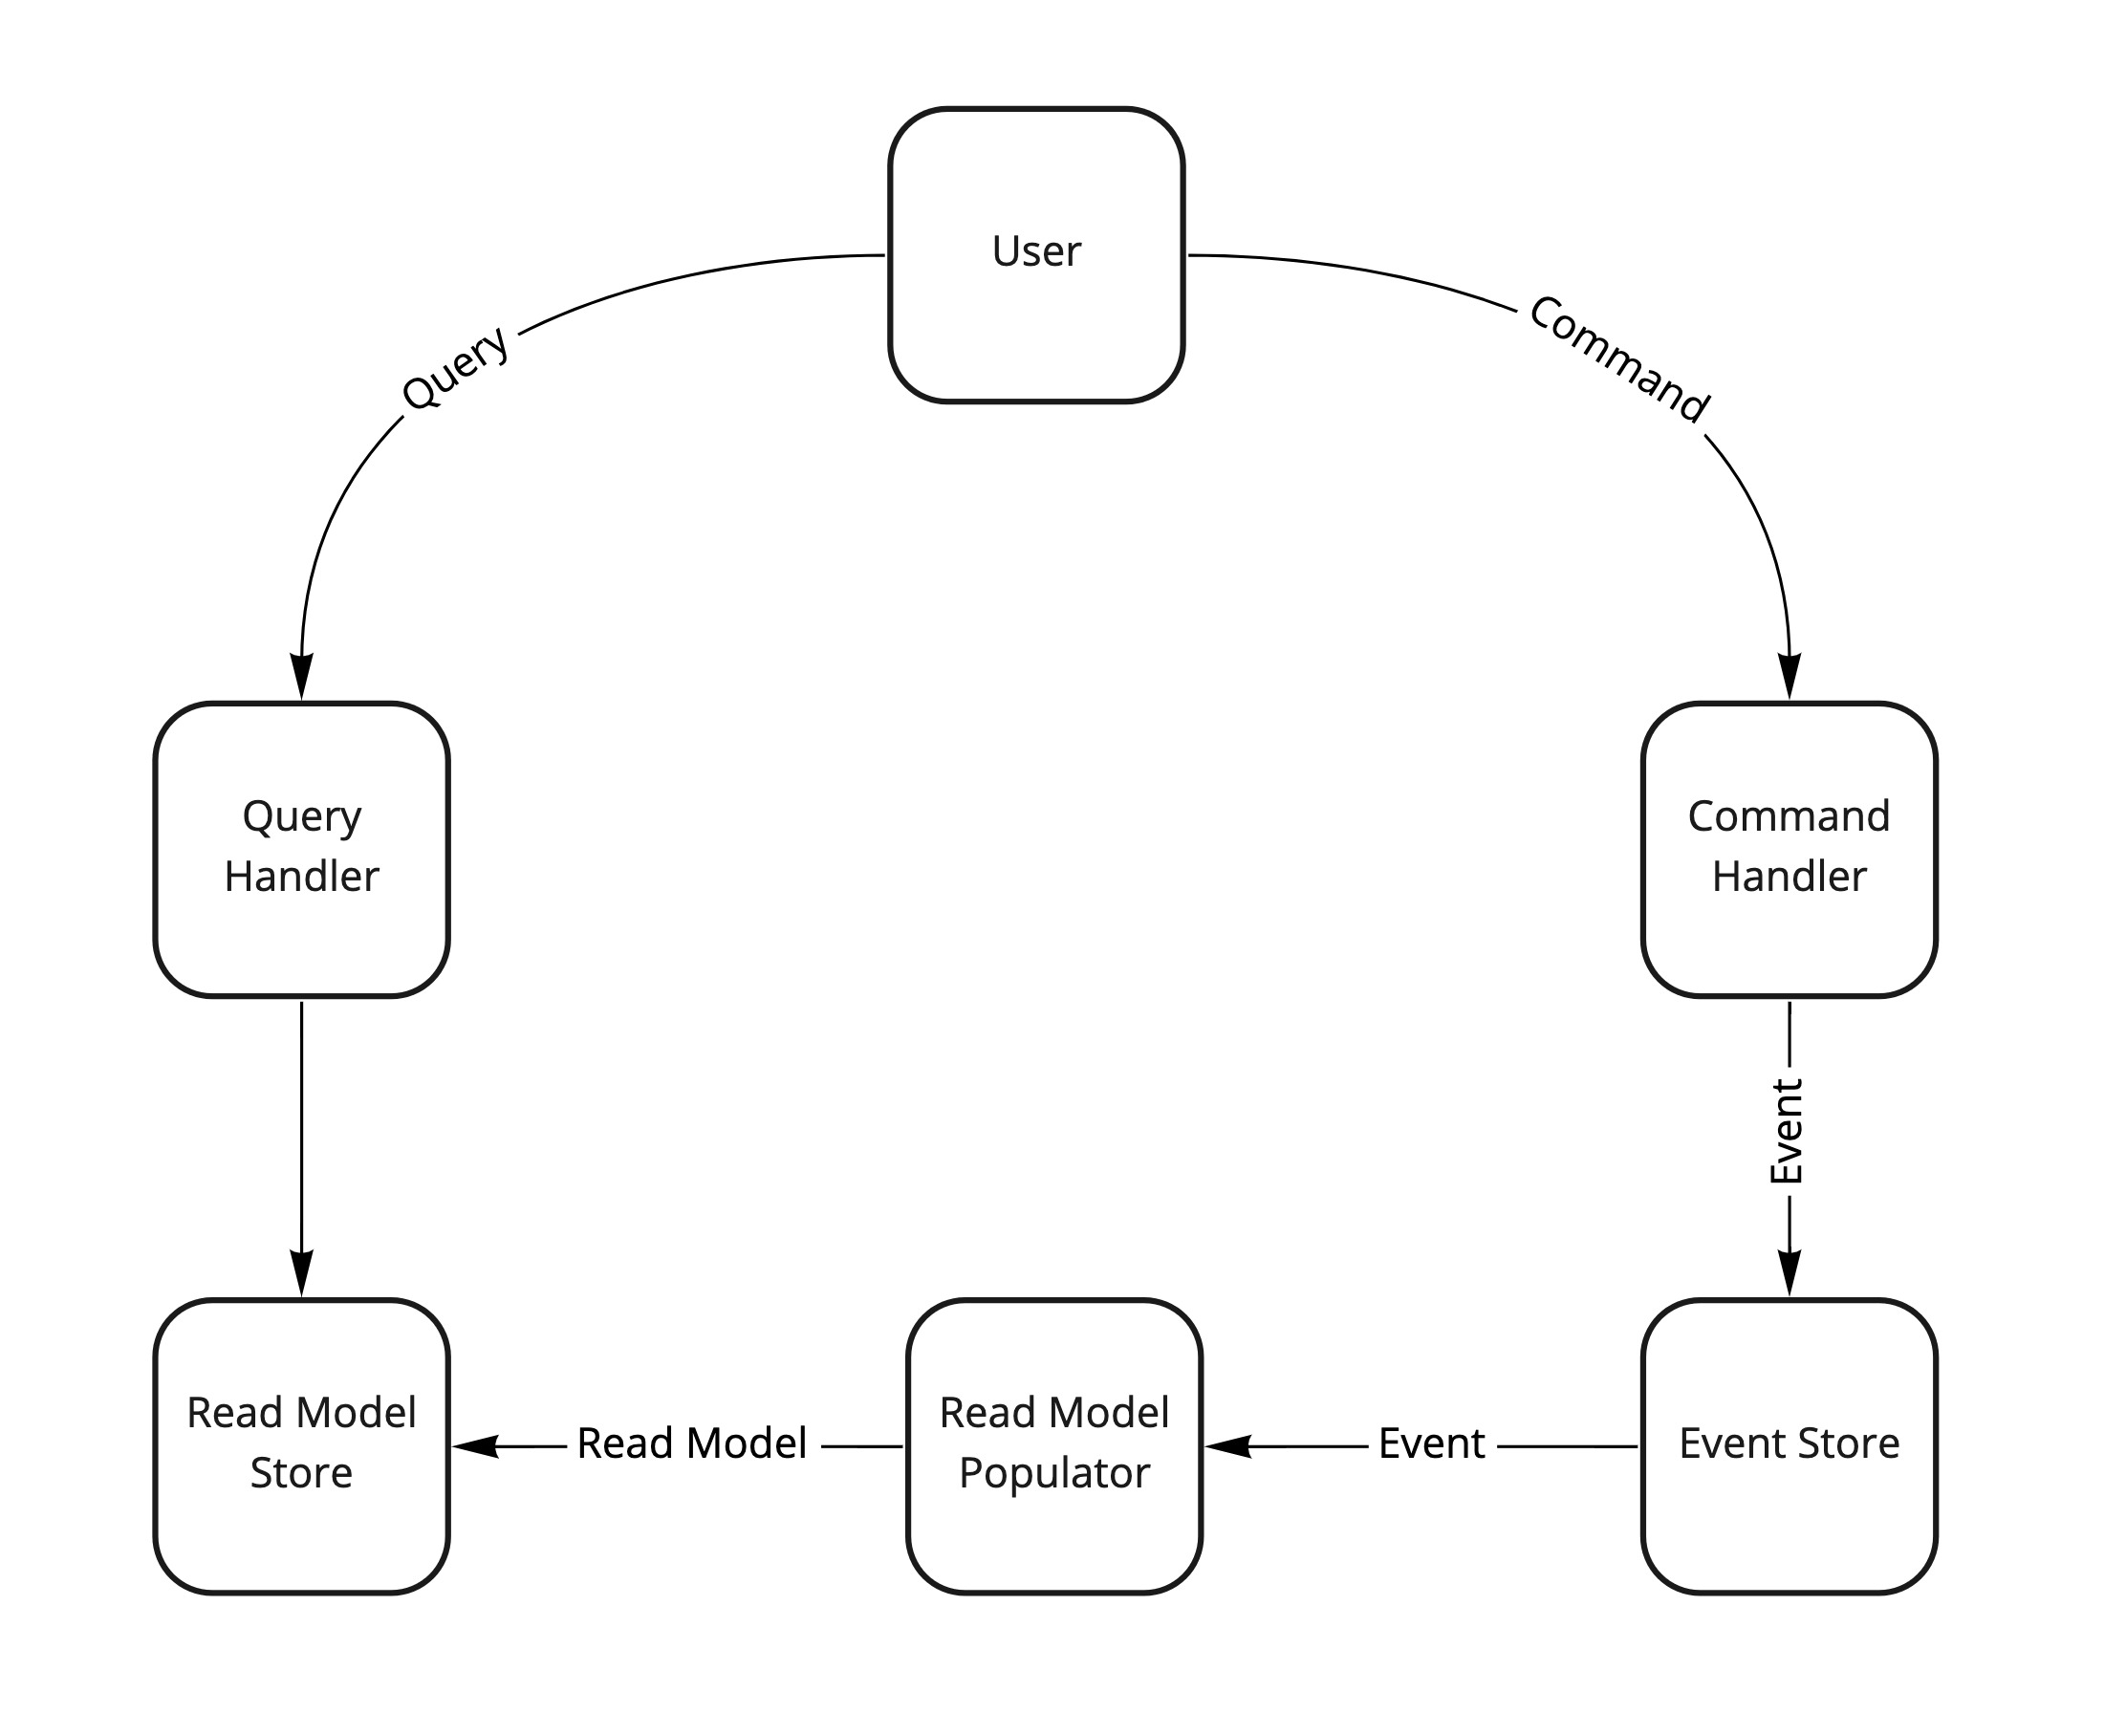 User
Query
Command
Query
Handler
Command
Handler
Event
Read Model
Store
Read Model
Read Model
Populator
Event
Event Store